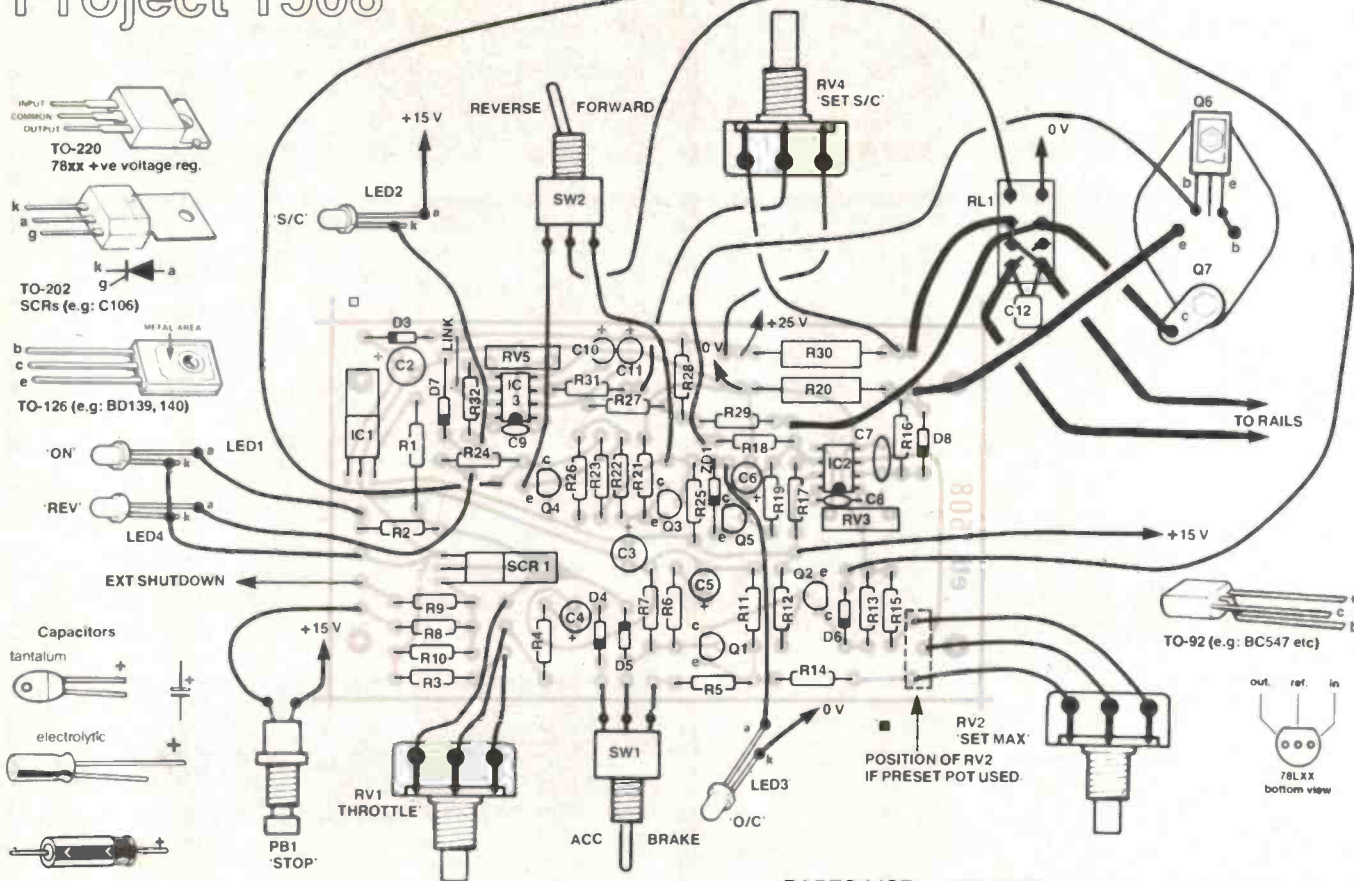 Project 1508
INPUT
COMMON
OUTPUT
TO-220
78xx +ve voltage reg.
k
a
g
k
g
a
TO-202
SCRs (e.g: C106)
METAL AREA
b
c
e
TO-126 (e.g: BD139, 140)
+15 V
LED2
'S/C'
a
k
REVERSE
FORWARD
SW2
RV4
'SET S/C'
0 V
RL1
C12
Q6
b
e
e
b
Q7
c
TO RAILS
'ON'
a
k
LED1
'REV'
a
k
LED4
EXT SHUTDOWN
D3
LINK
C2
+
D7
R32
RV5
IC
3
C9
C10
+
C11
+
R31
R27
R28
0 V
+25 V
R30
R20
R29
R18
C7
R16
D8
IC1
R1
R24
R2
c
e
Q4
R26
R23
R22
R21
c
e
Q3
R25
ZD1
c
e
Q5
C6
+
R19
R17
IC2
C8
RV3
eti 1508
+15 V
SCR 1
C3
+
C5
+
R9
R8
R10
R3
R4
C4
+
D4
D5
R7
R6
c
e
Q1
R5
R11
R12
Q2
e
c
D6
R13
R15
R14
TO-92 (e.g: BC547 etc)
e
c
b
Capacitors
tantalum
+
+
electrolytic
+
+
+15 V
PB1
'STOP'
RV1
THROTTLE'
SW1
ACC
BRAKE
a
k
0 V
LED3
'O/C'
POSITION OF RV2
IF PRESET POT USED
RV2
'SET MAX'
out.
ref.
in
78LXX
bottom view